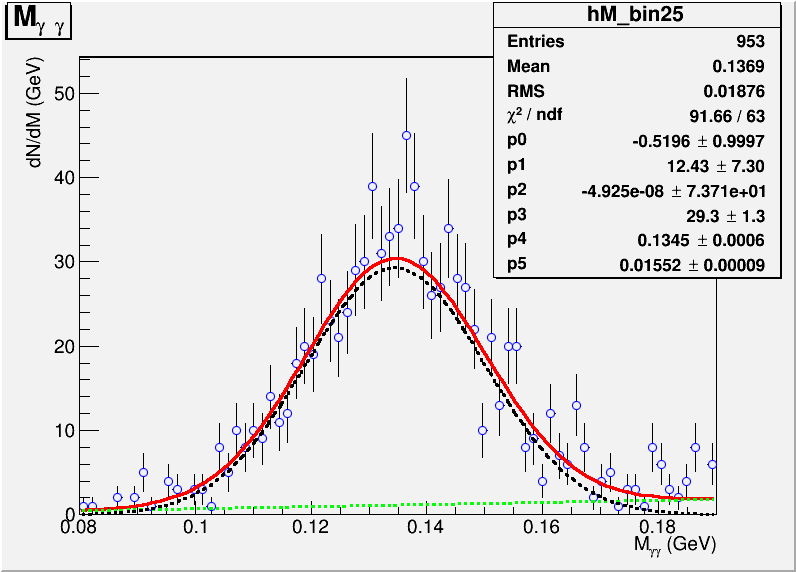 M γ γ
hM_bin25
Entries 953
Mean 0.1369
RMS 0.01876
χ² / ndf 91.66 / 63
p0 -0.5196 ± 0.9997
p1 12.43 ± 7.30
p2 -4.925e-08 ± 7.371e+01
p3 29.3 ± 1.3
p4 0.1345 ± 0.0006
p5 0.01552 ± 0.00009
dN/dM (GeV)
50
40
30
20
10
0
0.08 0.1 0.12 0.14 0.16 0.18
M γγ (GeV)